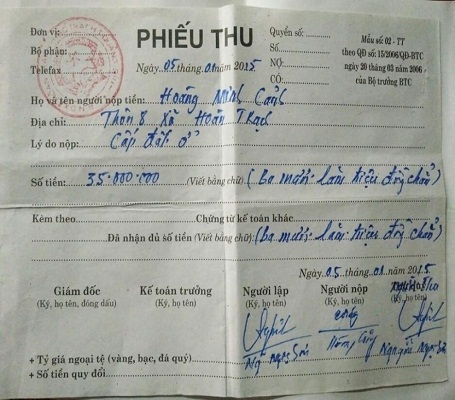 Đơn vị:
Bộ phận:
Telefax
PHIẾU THU
Ngày 05 tháng 01 năm 2015
Quyển số:
Số
NỢ
CÓ
Mẫu số: 02 - TT
theo QĐ số: 15/2006/QĐ-BTC
ngày 20 tháng 03 năm 2006
của Bộ trưởng BTC
Họ và tên người nộp tiền: Hoàng Minh Cảnh
Địa chỉ: Thôn 8 Xã Hoàn Trạch
Lý do nộp: Cấp đất ở
Số tiền: 35.000.000 (Viết bằng chữ) (Ba mươi lăm triệu đồng chẵn)
Kèm theo Chứng từ kế toán khác
Đã nhận đủ số tiền (Viết bằng chữ): (Ba mươi lăm triệu đồng chẵn)
Ngày 05 tháng 01 năm 2015
Giám đốc
(Ký, họ tên, đóng dấu)
Kế toán trưởng
(Ký, họ tên)
Người lập
(Ký, họ tên)
Người nộp
(Ký, họ tên)
(Ký, họ tên)
+ Tỷ giá ngoại tệ (vàng, bạc, đá quý)
+ Số tiền quy đổi